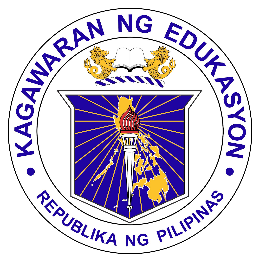 KAGAWARAN NG EDUKASYON
REPUBLIKA NG PILIPINAS